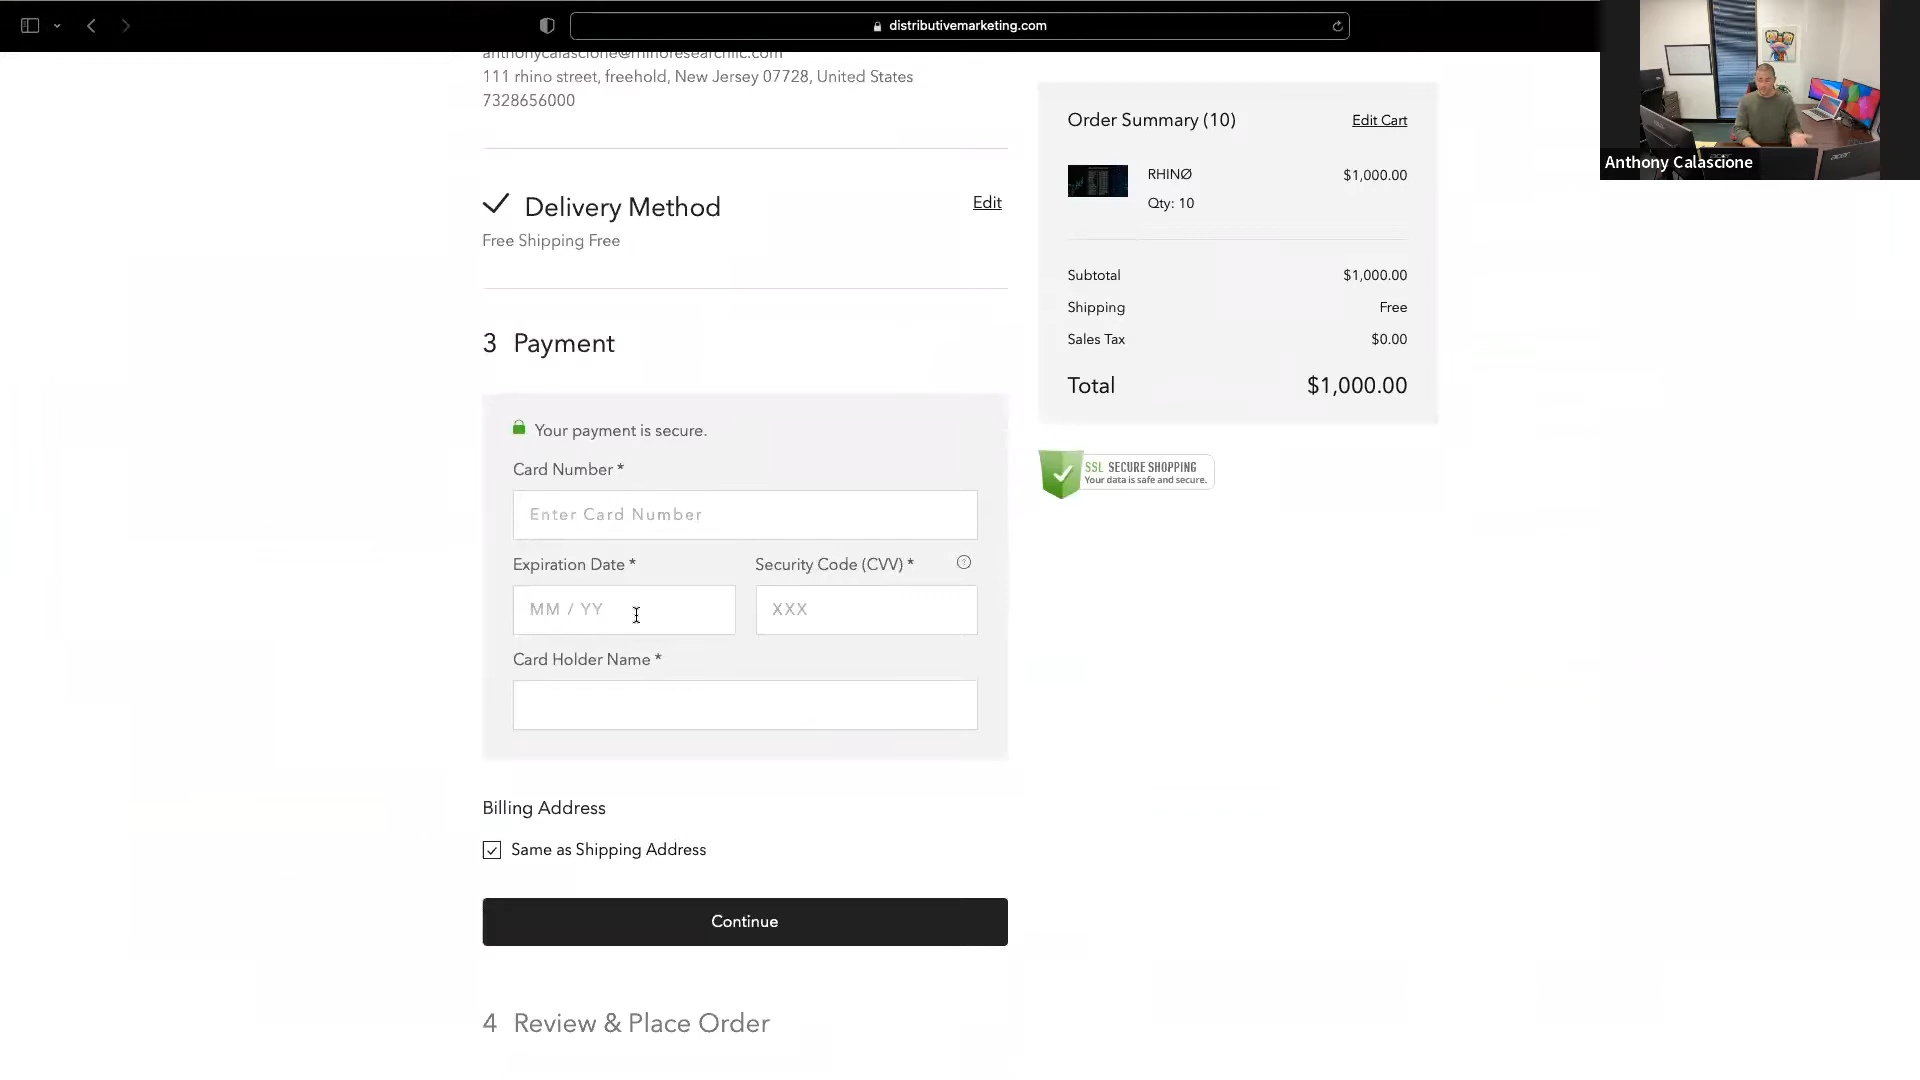 distributivemarketing.com
anthonycalascione@rhinoresearchllc.com
111 rhino street, freehold, New Jersey 07728, United States
7328656000
Delivery Method
Edit
Free Shipping Free
3 Payment
Your payment is secure.
Card Number *
Enter Card Number
Expiration Date *
Security Code (CVV) *
?
MM / YY
XXX
Card Holder Name *
Billing Address
Same as Shipping Address
Continue
4 Review & Place Order
Order Summary (10)
Edit Cart
RHINØ
$1,000.00
Qty: 10
Subtotal
$1,000.00
Shipping
Free
Sales Tax
$0.00
Total
$1,000.00
SSL SECURE SHOPPING
Your data is safe and secure.
Anthony Calascione
acer